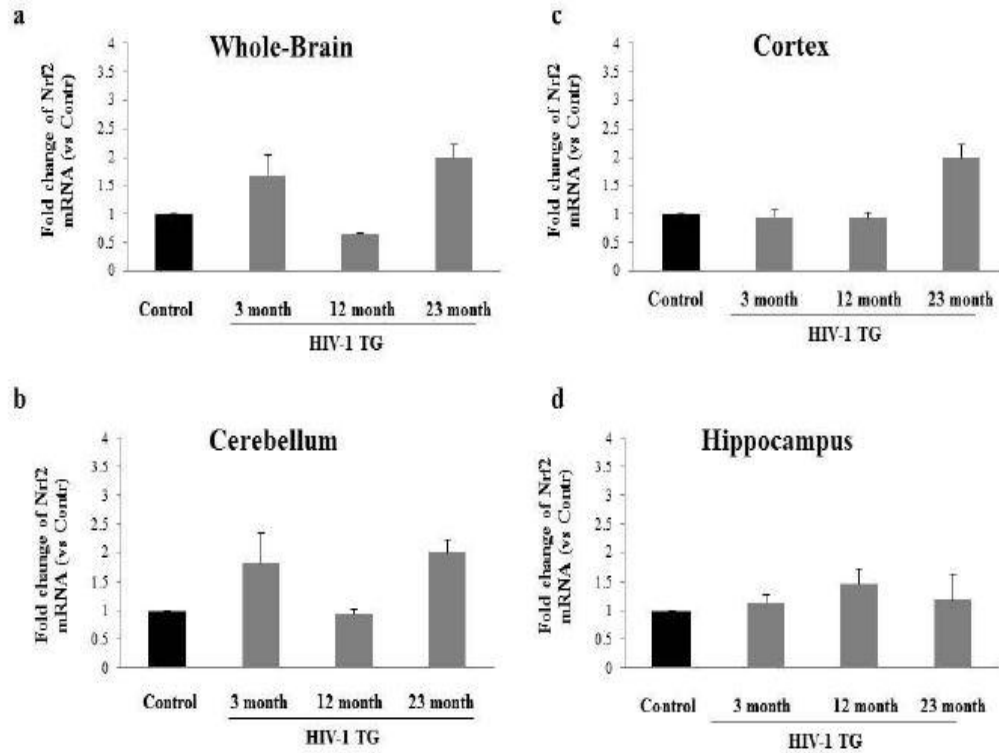 a
Whole-Brain
Fold change of Nrf2
mRNA (vs Contr)
4
3.5
3
2.5
2
1.5
1
0.5
0
Control
3 month
12 month
23 month
HIV-1 TG
c
Cortex
Fold change of Nrf2
mRNA (vs Contr)
4
3.5
3
2.5
2
1.5
1
0.5
0
Control
3 month
12 month
23 month
HIV-1 TG
b
Cerebellum
Fold change of Nrf2
mRNA (vs Contr)
4
3.5
3
2.5
2
1.5
1
0.5
0
Control
3 month
12 month
23 month
HIV-1 TG
d
Hippocampus
Fold change of Nrf2
mRNA (vs Contr)
4
3.5
3
2.5
2
1.5
1
0.5
0
Control
3 month
12 month
23 month
HIV-1 TG